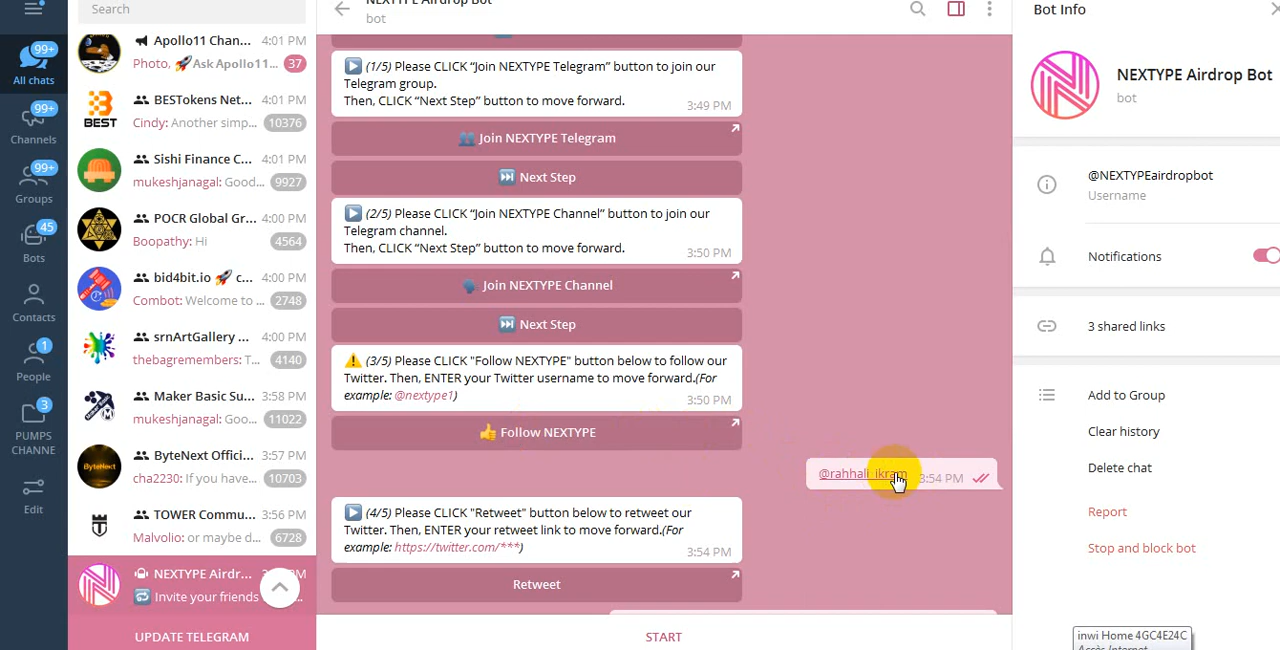 99+
All chats
99+
Channels
99+
Groups
45
Bots
Contacts
1
People
3
PUMPS
CHANNE
Edit
Search
Apollo11 Chan... 4:01 PM
Photo, 🚀Ask Apollo11... 37
BEST
BESTokens Net... 4:01 PM
Cindy: Another simp... 10376
Sishi Finance C... 4:01 PM
mukeshjanagal: Good... 9927
POCR Global Gr... 4:00 PM
Boopathy: Hi 4564
bid4bit.io 🚀 c... 4:00 PM
Combot: Welcome to ... 2748
srnArtGallery ... 4:00 PM
thebagremembers: T... 4140
Maker Basic Su... 3:58 PM
mukeshjanagal: Goo... 11022
ByteNext
ByteNext Offici... 3:57 PM
cha2230: If you have... 10703
TOWER Commu... 3:56 PM
Malvolio: or maybe d... 6728
NEXTYPE Airdr...
Invite your friends
UPDATE TELEGRAM
NEXTYPE Airdrop Bot
bot
▶ (1/5) Please CLICK “Join NEXTYPE Telegram” button to join our
Telegram group.
Then, CLICK “Next Step” button to move forward. 3:49 PM
👥 Join NEXTYPE Telegram
⏭ Next Step
▶ (2/5) Please CLICK “Join NEXTYPE Channel” button to join our
Telegram channel.
Then, CLICK “Next Step” button to move forward. 3:50 PM
🗣 Join NEXTYPE Channel
⏭ Next Step
⚠ (3/5) Please CLICK "Follow NEXTYPE" button below to follow our
Twitter. Then, ENTER your Twitter username to move forward.(For
example: @nextype1) 3:50 PM
👍 Follow NEXTYPE
@rahhali_ikram 3:54 PM
▶ (4/5) Please CLICK "Retweet" button below to retweet our
Twitter. Then, ENTER your retweet link to move forward.(For
example: https://twitter.com/***) 3:54 PM
Retweet
START
Bot Info
NEXTYPE Airdrop Bot
bot
@NEXTYPEairdropbot
Username
Notifications
3 shared links
Add to Group
Clear history
Delete chat
Report
Stop and block bot
inwi Home 4GC4E24C
Accès Internet